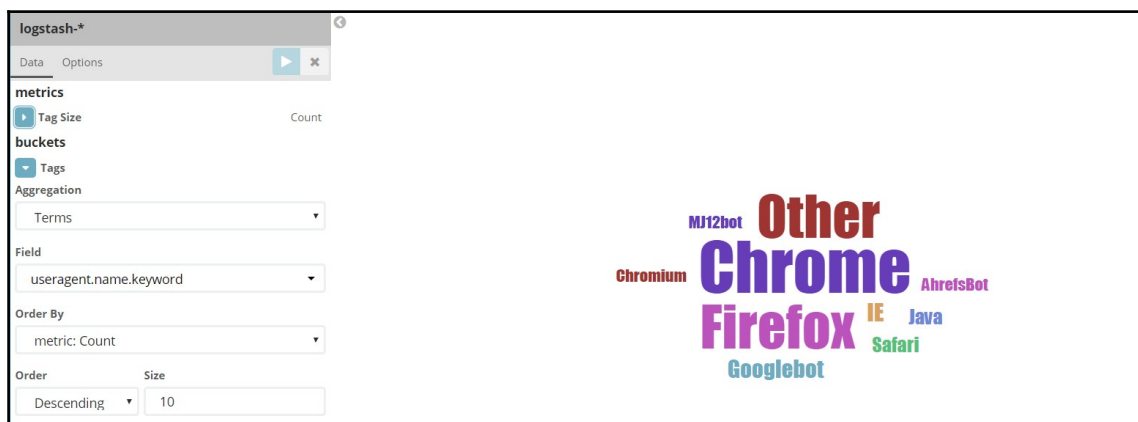 logstash-*
Data Options
metrics
Tag Size Count
buckets
Tags
Aggregation
Terms
Field
useragent.name.keyword
Order By
metric: Count
Order Size
Descending 10
MJ12bot Other
Chromium Chrome AhrefsBot
Firefox IE Java
Safari
Googlebot